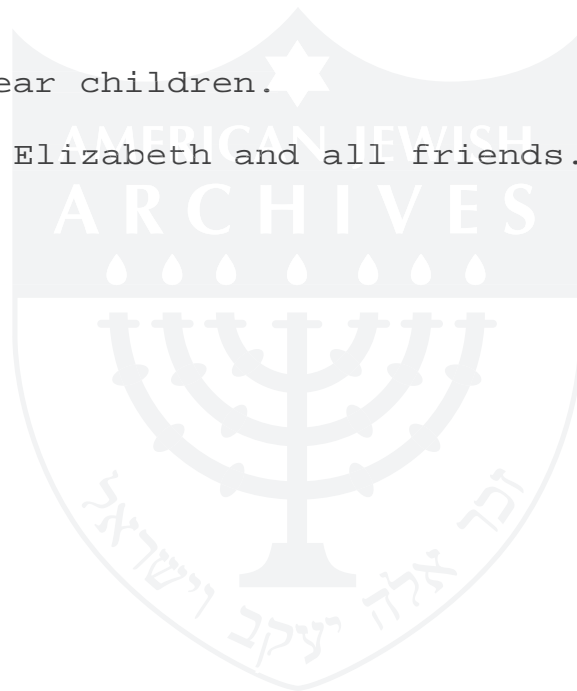 ear children.
Elizabeth and all friends.
AMERICAN JEWISH
ARCHIVES
זכר אלה יעקב וישראל